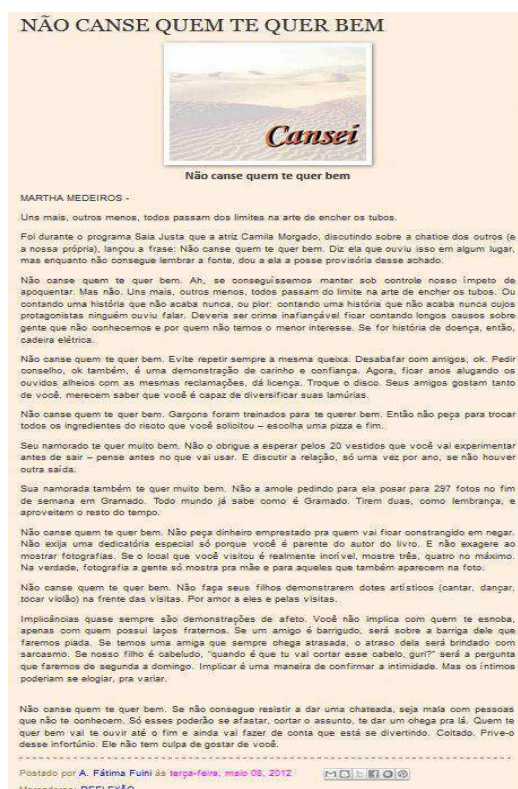 NÃO CANSE QUEM TE QUER BEM
Cansei
Não canse quem te quer bem
MARTHA MEDEIROS -
Uns mais, outros menos, todos passam dos limites na arte de encher os tubos.
Foi durante o programa Saia Justa que a atriz Camila Morgado, discutindo sobre a chatice dos outros (e
a nossa própria), lançou a frase: Não canse quem te quer bem. Diz ela que ouviu isso em algum lugar,
mas enquanto não consegue lembrar a fonte, dou a ela a posse provisória desse achado.
Não canse quem te quer bem. Ah, se conseguíssemos manter sob controle nosso ímpeto de
apoquentar. Mas não. Uns mais, outros menos, todos passam do limite na arte de encher os tubos. Ou
contando uma história que não acaba nunca, ou pior: contando uma história que não acaba nunca cujos
protagonistas ninguém ouviu falar. Deveria ser crime inafiançável ficar contando longos causos sobre
gente que não conhecemos e por quem não temos o menor interesse. Se for história de doença, então,
cadeira elétrica.
Não canse quem te quer bem. Evite repetir sempre a mesma queixa. Desabafar com amigos, ok. Pedir
conselho, ok também, é uma demonstração de carinho e confiança. Agora, ficar anos alugando os
ouvidos alheios com as mesmas reclamações, dá licença. Troque o disco. Seus amigos gostam tanto
de você, merecem saber que você é capaz de diversificar suas lamúrias.
Não canse quem te quer bem. Garçons foram treinados para te querer bem. Então não peça para trocar
todos os ingredientes do risoto que você solicitou – escolha uma pizza e fim.
Seu namorado te quer muito bem. Não o obrigue a esperar pelos 20 vestidos que você vai experimentar
antes de sair – pense antes no que vai usar. E discutir a relação, só uma vez por ano, se não houver
outra saída.
Sua namorada também te quer muito bem. Não a amole pedindo para ela posar para 297 fotos no fim
de semana em Gramado. Todo mundo já sabe como é Gramado. Tirem duas, como lembrança, e
aproveitem o resto do tempo.
Não canse quem te quer bem. Não peça dinheiro emprestado pra quem vai ficar constrangido em negar.
Não exija uma dedicatória especial só porque você é parente do autor do livro. E não exagere ao
mostrar fotografias. Se o local que você visitou é realmente incrível, mostre três, quatro no máximo.
Na verdade, fotografia a gente só mostra pra mãe e para aqueles que também aparecem na foto.
Não canse quem te quer bem. Não faça seus filhos demonstrarem dotes artísticos (cantar, dançar,
tocar violão) na frente das visitas. Por amor a eles e pelas visitas.
Implicâncias quase sempre são demonstrações de afeto. Você não implica com quem te esnoba,
apenas com quem possui laços fraternos. Se um amigo é barrigudo, será sobre a barriga dele que
faremos piada. Se temos uma amiga que sempre chega atrasada, o atraso dela será brindado com
sarcasmo. Se nosso filho é cabeludo, "quando é que tu vai cortar esse cabelo, guri?" será a pergunta
que faremos de segunda a domingo. Implicar é uma maneira de confirmar a intimidade. Mas os íntimos
poderiam se elogiar, pra variar.
Não canse quem te quer bem. Se não consegue resistir a dar uma chateada, seja mala com pessoas
que não te conhecem. Só esses poderão se afastar, cortar o assunto, te dar um chega pra lá. Quem te
quer bem vai te ouvir até o fim e ainda vai fazer de conta que está se divertindo. Coitado. Prive-o
desse infortúnio. Ele não tem culpa de gostar de você.
Postado por A. Fátima Fuini às terça-feira, maio 08, 2012
Marcadores: REFLEXÃO